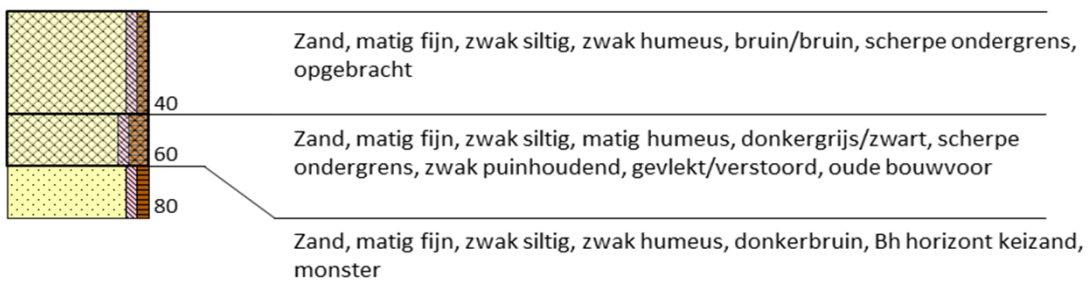 Zand, matig fijn, zwak siltig, zwak humeus, bruin/bruin, scherpe ondergrens,
opgebracht
40
Zand, matig fijn, zwak siltig, matig humeus, donkergrijs/zwart, scherpe
ondergrens, zwak puinhoudend, gevlekt/verstoord, oude bouwvoor
60
80
Zand, matig fijn, zwak siltig, zwak humeus, donkerbruin, Bh horizont keizand,
monster